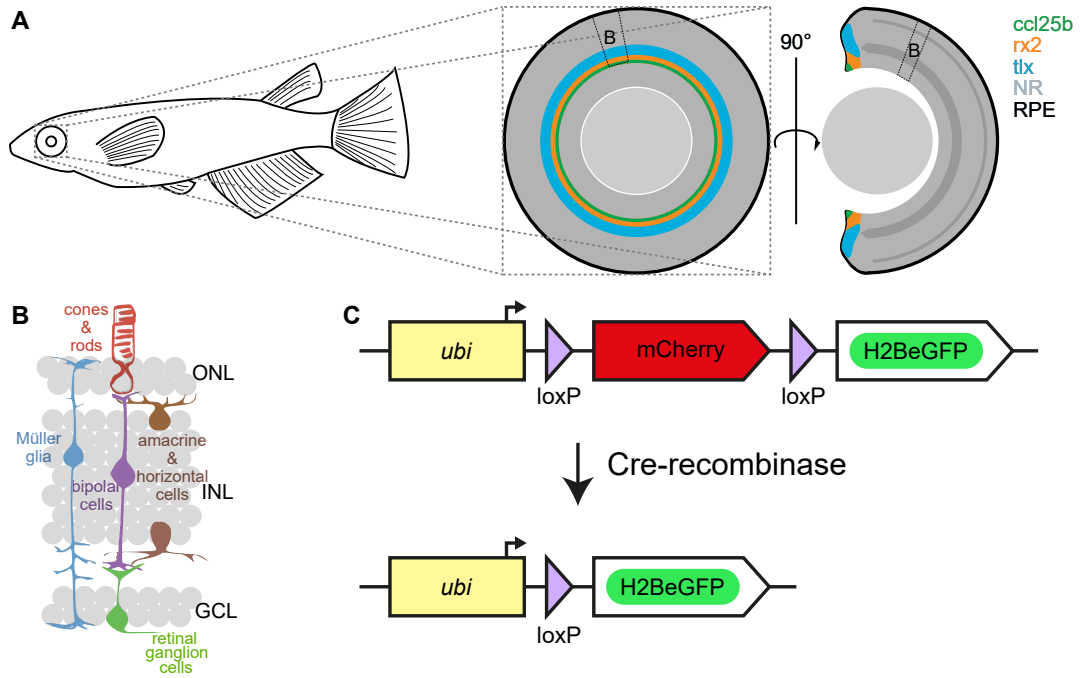 A
B
90°
B
ccl25b
rx2
tlx
NR
RPE
B
cones
&
rods
ONL
Müller
glia
amacrine
&
horizontal
cells
bipolar
cells
INL
GCL
retinal
ganglion
cells
C
ubi
mCherry
H2BeGFP
loxP
loxP
Cre-recombinase
ubi
H2BeGFP
loxP